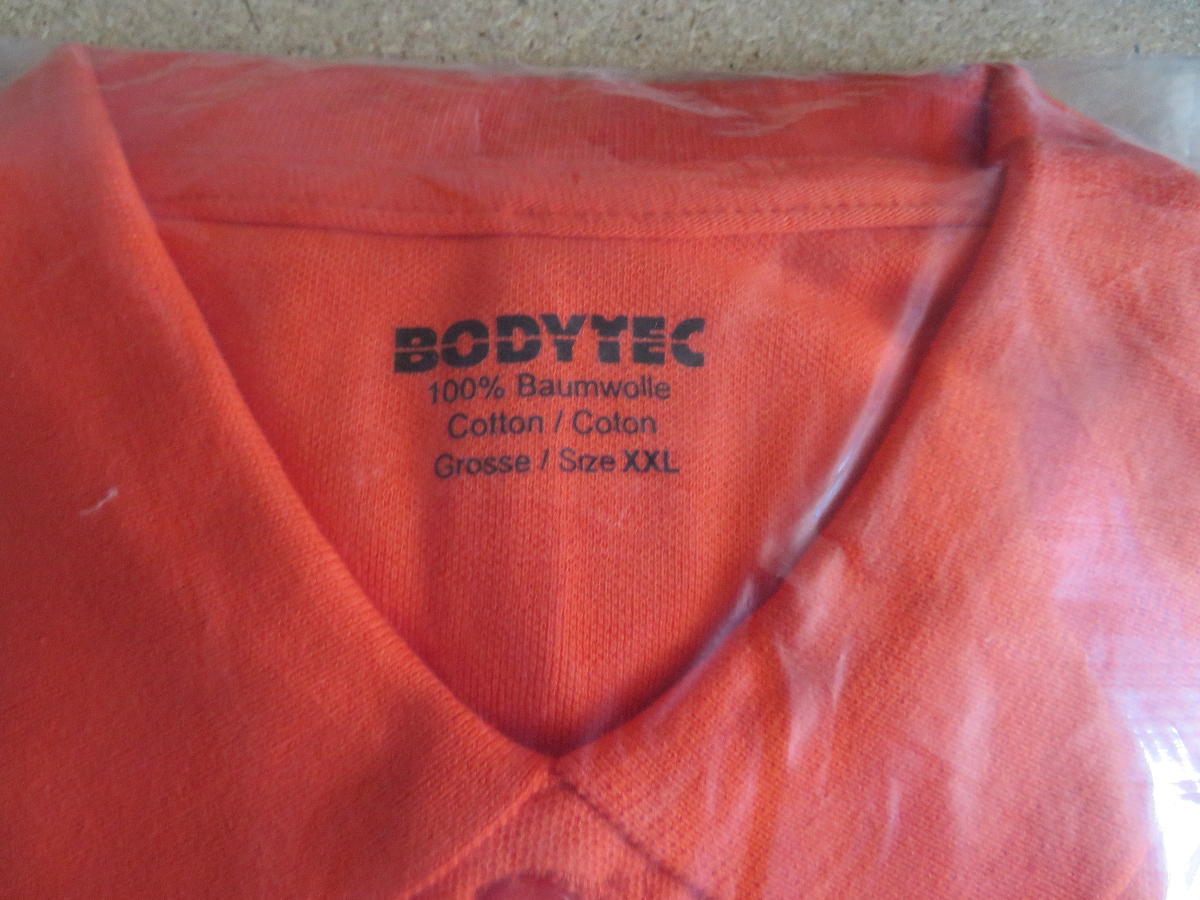 BODYTEC
100% Baumwolle
Cotton / Coton
Grosse / Size XXL